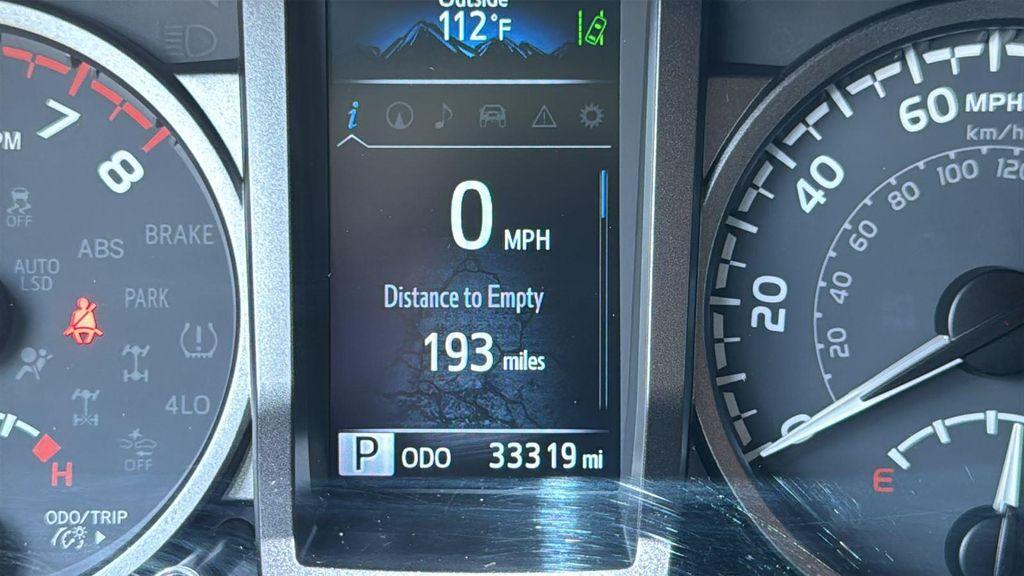 Outside
112°F
7
8
PM
OFF
ABS
BRAKE
AUTO
LSD
PARK
4LO
OFF
H
ODO/TRIP
i
0 MPH
Distance to Empty
193 miles
P ODO 33319 mi
60 MPH
km/h
40
20
0
120
100
80
60
40
20
E